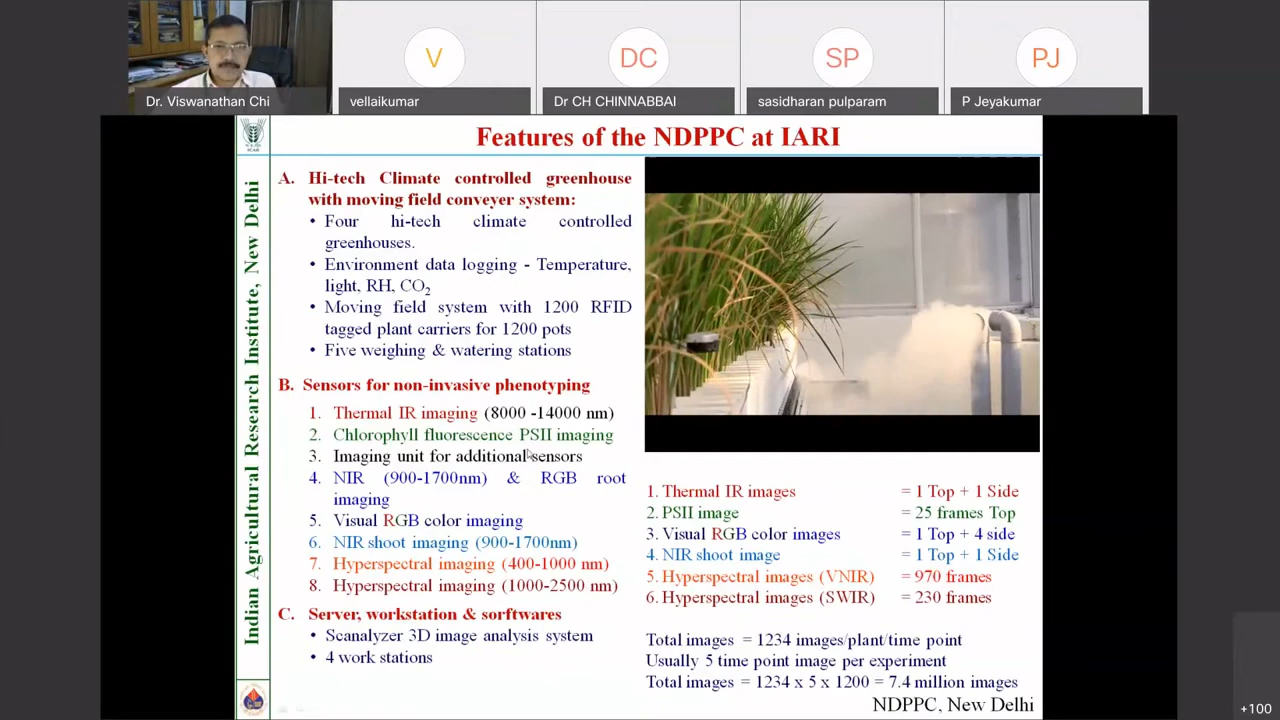 V
DC
SP
PJ
Dr. Viswanathan Chi
vellaikumar
Dr CH CHINNABBAI
sasidharan pulparam
P Jeyakumar
Features of the NDPPC at IARI
Indian Agricultural Research Institute, New Delhi
A. Hi-tech Climate controlled greenhouse
with moving field conveyer system:
• Four hi-tech climate controlled
greenhouses.
• Environment data logging - Temperature,
light, RH, CO2
• Moving field system with 1200 RFID
tagged plant carriers for 1200 pots
• Five weighing & watering stations
B. Sensors for non-invasive phenotyping
1. Thermal IR imaging (8000 -14000 nm)
2. Chlorophyll fluorescence PSII imaging
3. Imaging unit for additional sensors
4. NIR (900-1700nm) & RGB root
imaging
5. Visual RGB color imaging
6. NIR shoot imaging (900-1700nm)
7. Hyperspectral imaging (400-1000 nm)
8. Hyperspectral imaging (1000-2500 nm)
C. Server, workstation & sorftwares
• Scanalyzer 3D image analysis system
• 4 work stations
1. Thermal IR images = 1 Top + 1 Side
2. PSII image = 25 frames Top
3. Visual RGB color images = 1 Top + 4 side
4. NIR shoot image = 1 Top + 1 Side
5. Hyperspectral images (VNIR) = 970 frames
6. Hyperspectral images (SWIR) = 230 frames
Total images = 1234 images/plant/time point
Usually 5 time point image per experiment
Total images = 1234 x 5 x 1200 = 7.4 million images
NDPPC, New Delhi
+100